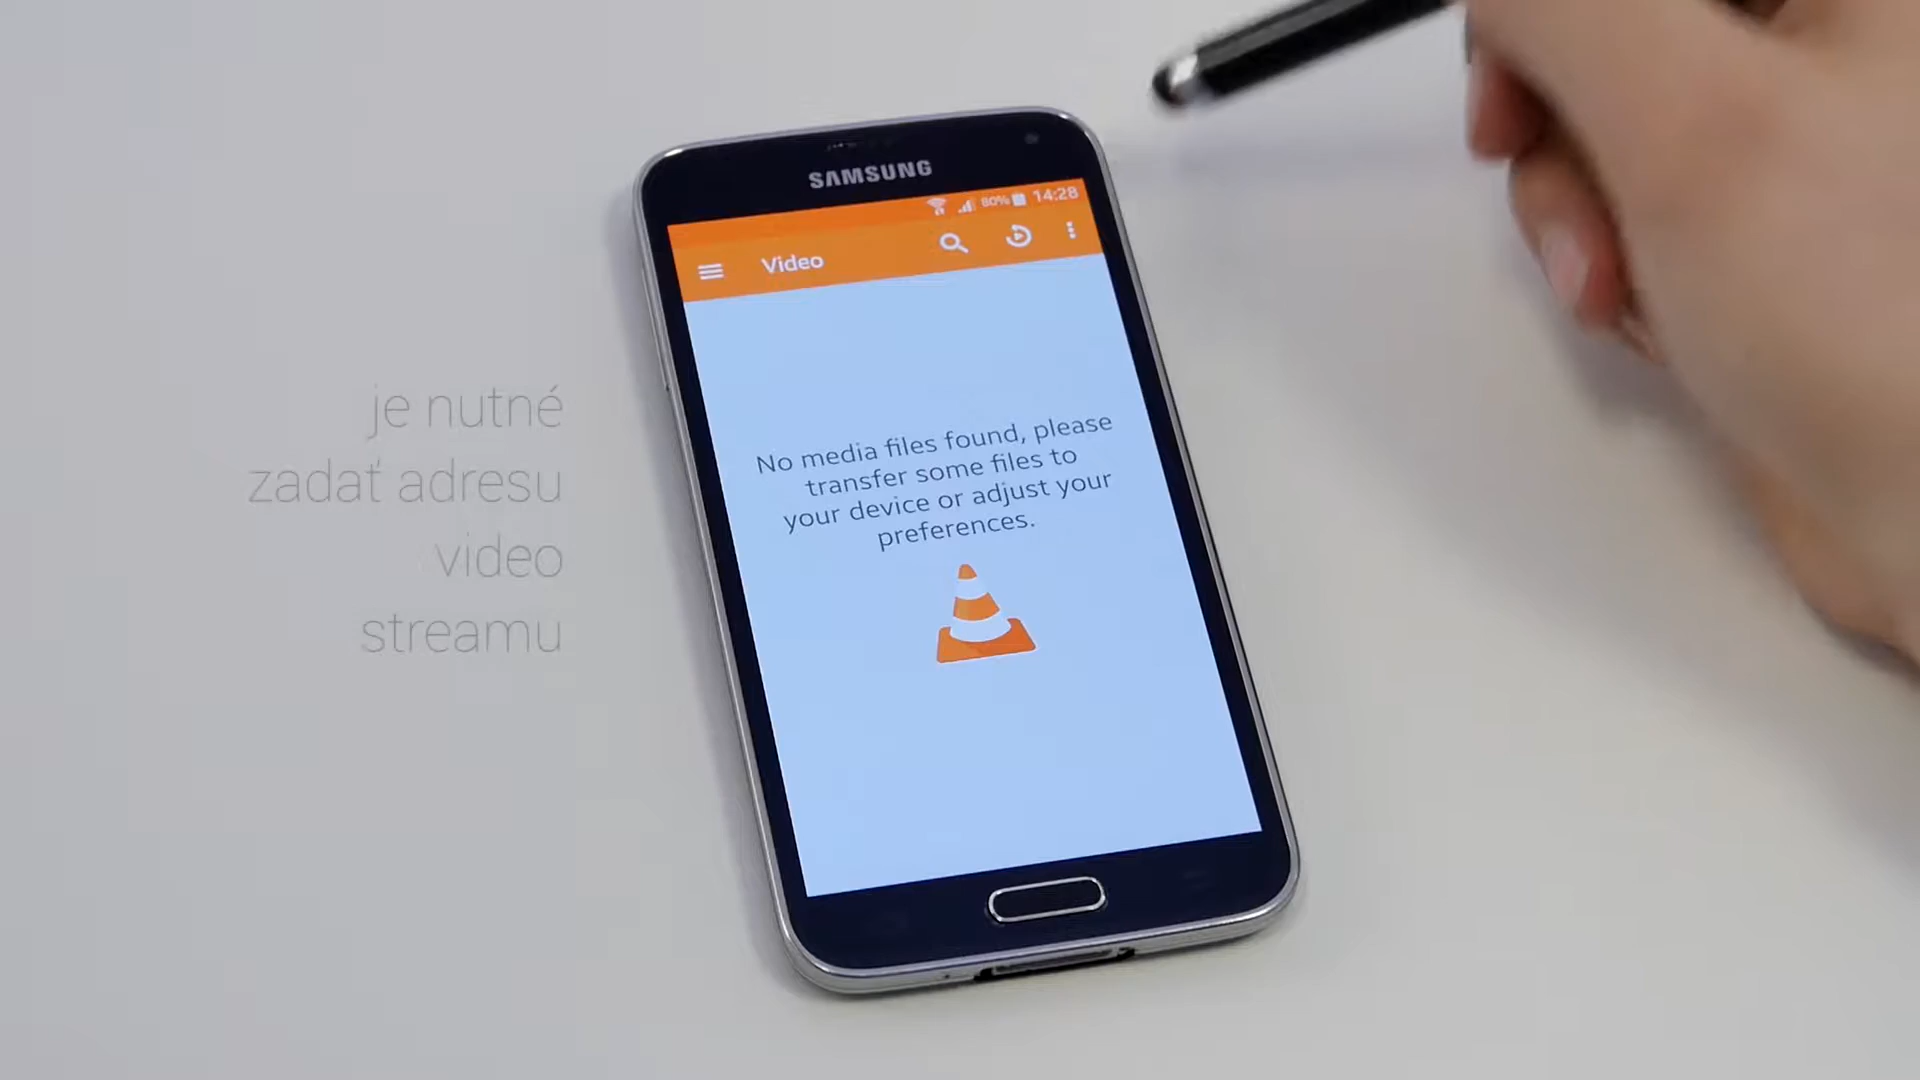 SAMSUNG
80% 14:28
Video
No media files found, please
transfer some files to
your device or adjust your
preferences.
je nutné
zadať adresu
video
streamu